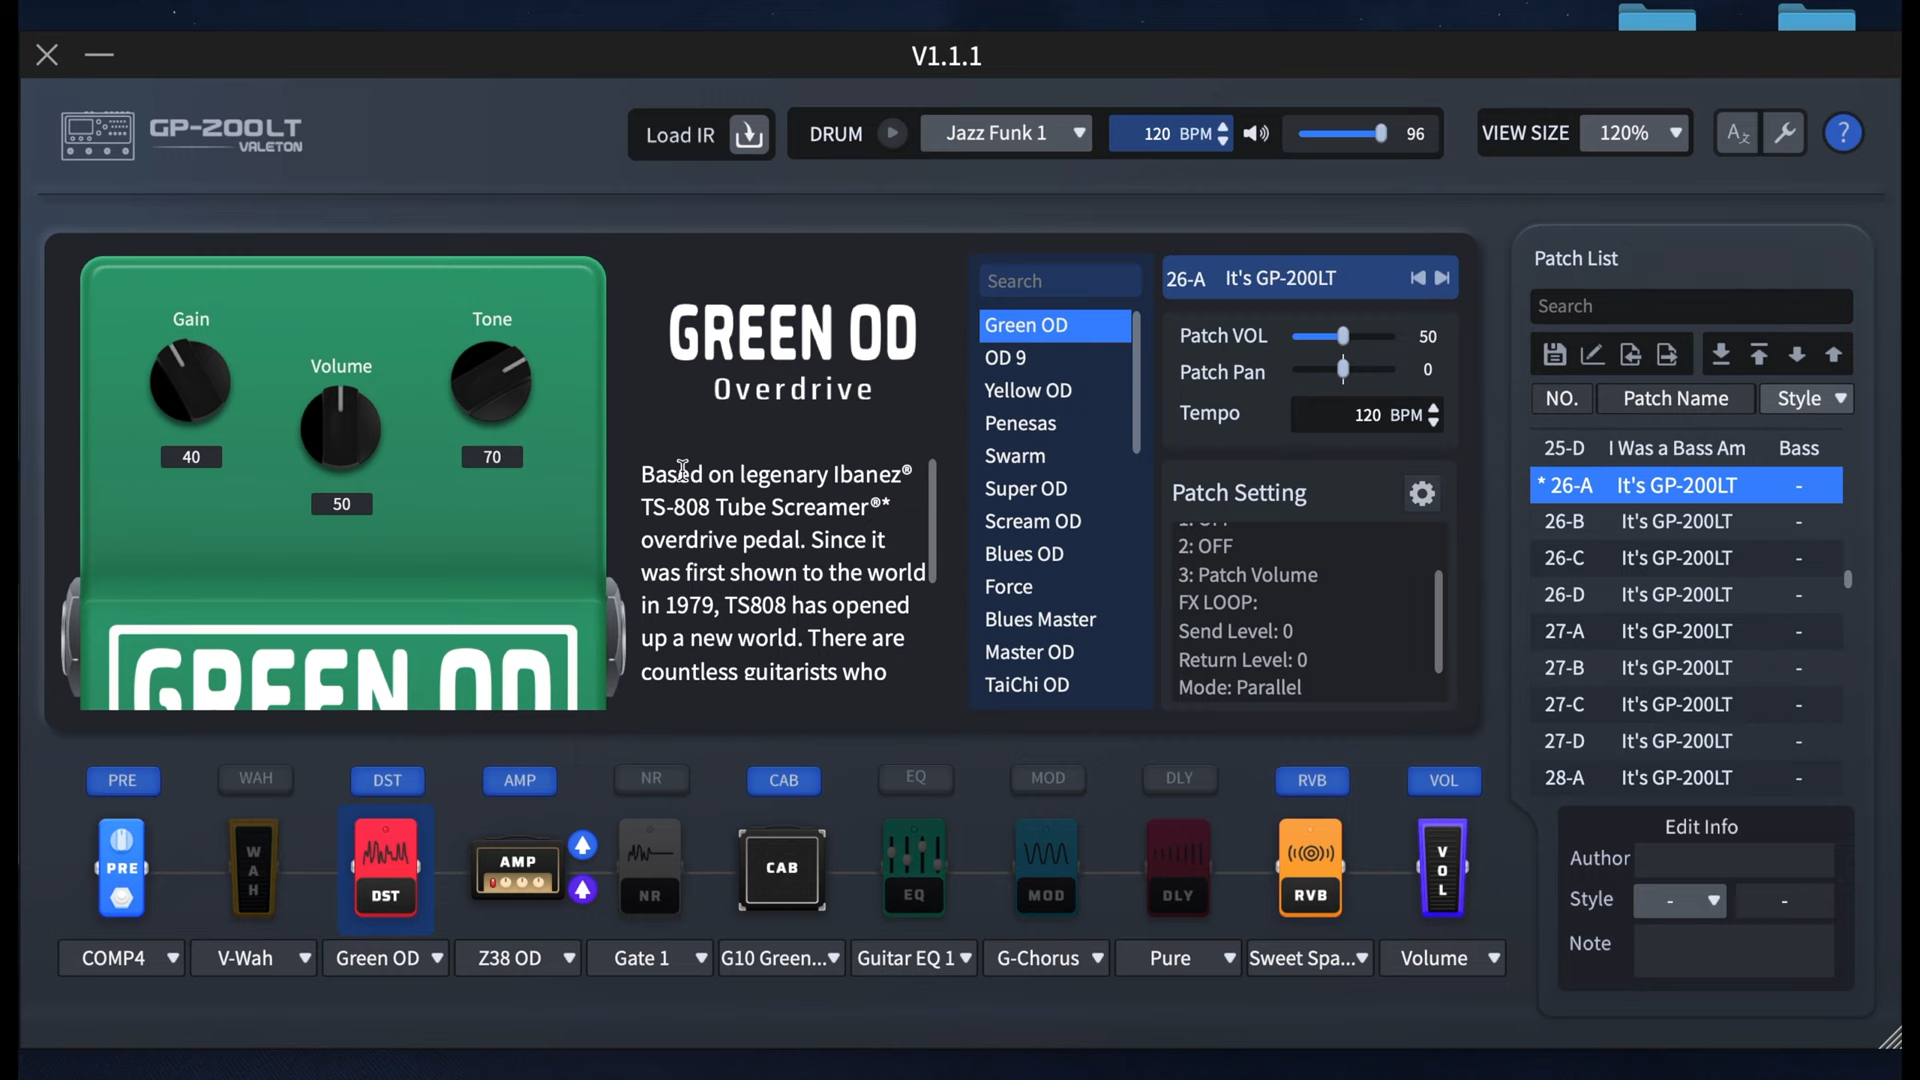 V1.1.1
GP-200LT
VALETON
Load IR
DRUM
Jazz Funk 1
120 BPM
96
VIEW SIZE
120%
Az
?
Gain
40
Volume
50
Tone
70
GREEN OD
GREEN OD
Overdrive
Based on legenary Ibanez®
TS-808 Tube Screamer®*
overdrive pedal. Since it
was first shown to the world
in 1979, TS808 has opened
up a new world. There are
countless guitarists who
Search
Green OD
OD 9
Yellow OD
Penesas
Swarm
Super OD
Scream OD
Blues OD
Force
Blues Master
Master OD
TaiChi OD
26-A It's GP-200LT
Patch VOL 50
Patch Pan 0
Tempo 120 BPM
Patch Setting
1: OFF
2: OFF
3: Patch Volume
FX LOOP:
Send Level: 0
Return Level: 0
Mode: Parallel
Patch List
Search
NO. Patch Name Style
25-D I Was a Bass Am Bass
* 26-A It's GP-200LT -
26-B It's GP-200LT -
26-C It's GP-200LT -
26-D It's GP-200LT -
27-A It's GP-200LT -
27-B It's GP-200LT -
27-C It's GP-200LT -
27-D It's GP-200LT -
28-A It's GP-200LT -
Edit Info
Author
Style - -
Note
PRE WAH DST AMP NR CAB EQ MOD DLY RVB VOL
PRE
WAH
DST
AMP
NR
CAB
EQ
MOD
DLY
RVB
VOL
COMP4 V-Wah Green OD Z38 OD Gate 1 G10 Green... Guitar EQ 1 G-Chorus Pure Sweet Spa... Volume